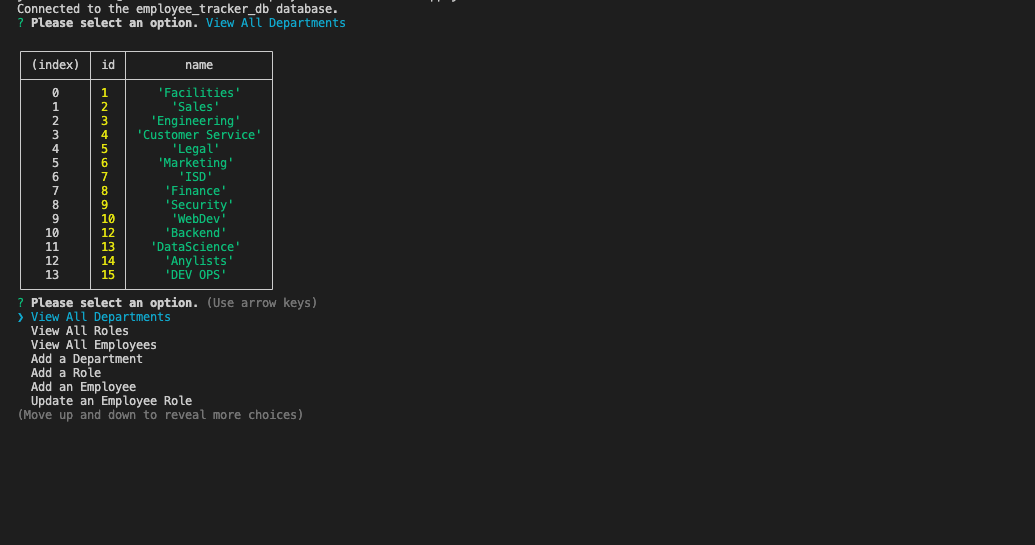 Connected to the employee_tracker_db database.
? Please select an option. View All Departments
(index) id name
0 1 'Facilities'
1 2 'Sales'
2 3 'Engineering'
3 4 'Customer Service'
4 5 'Legal'
5 6 'Marketing'
6 7 'ISD'
7 8 'Finance'
8 9 'Security'
9 10 'WebDev'
10 12 'Backend'
11 13 'DataScience'
12 14 'Anylists'
13 15 'DEV OPS'
? Please select an option. (Use arrow keys)
❯ View All Departments
View All Roles
View All Employees
Add a Department
Add a Role
Add an Employee
Update an Employee Role
(Move up and down to reveal more choices)